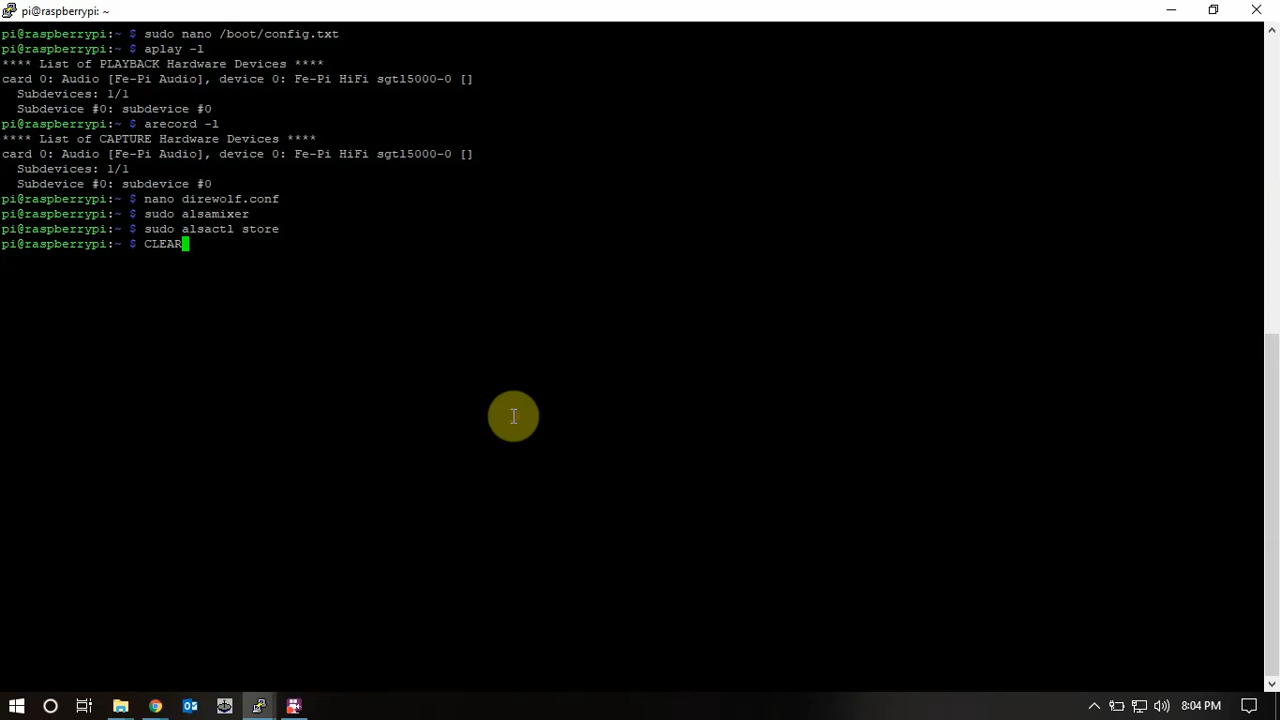 pi@raspberrypi: ~
pi@raspberrypi:~ $ sudo nano /boot/config.txt
pi@raspberrypi:~ $ aplay -l
**** List of PLAYBACK Hardware Devices ****
card 0: Audio [Fe-Pi Audio], device 0: Fe-Pi HiFi sgtl5000-0 []
  Subdevices: 1/1
  Subdevice #0: subdevice #0
pi@raspberrypi:~ $ arecord -l
**** List of CAPTURE Hardware Devices ****
card 0: Audio [Fe-Pi Audio], device 0: Fe-Pi HiFi sgtl5000-0 []
  Subdevices: 1/1
  Subdevice #0: subdevice #0
pi@raspberrypi:~ $ nano direwolf.conf
pi@raspberrypi:~ $ sudo alsamixer
pi@raspberrypi:~ $ sudo alsactl store
pi@raspberrypi:~ $ CLEAR
8:04 PM